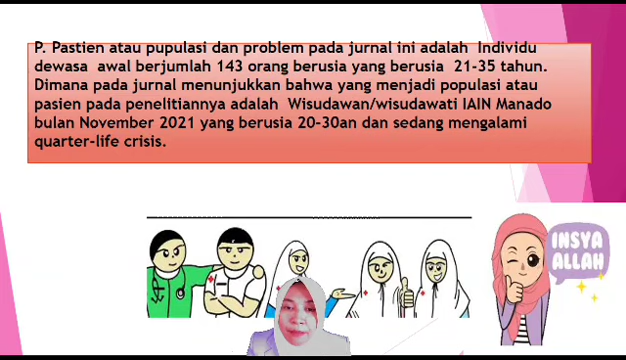 P. Pastien atau pupulasi dan problem pada jurnal ini adalah Individu
dewasa awal berjumlah 143 orang berusia yang berusia 21-35 tahun.
Dimana pada jurnal menunjukkan bahwa yang menjadi populasi atau
pasien pada penelitiannya adalah Wisudawan/wisudawati IAIN Manado
bulan November 2021 yang berusia 20-30an dan sedang mengalami
quarter-life crisis.
INSYA
ALLAH